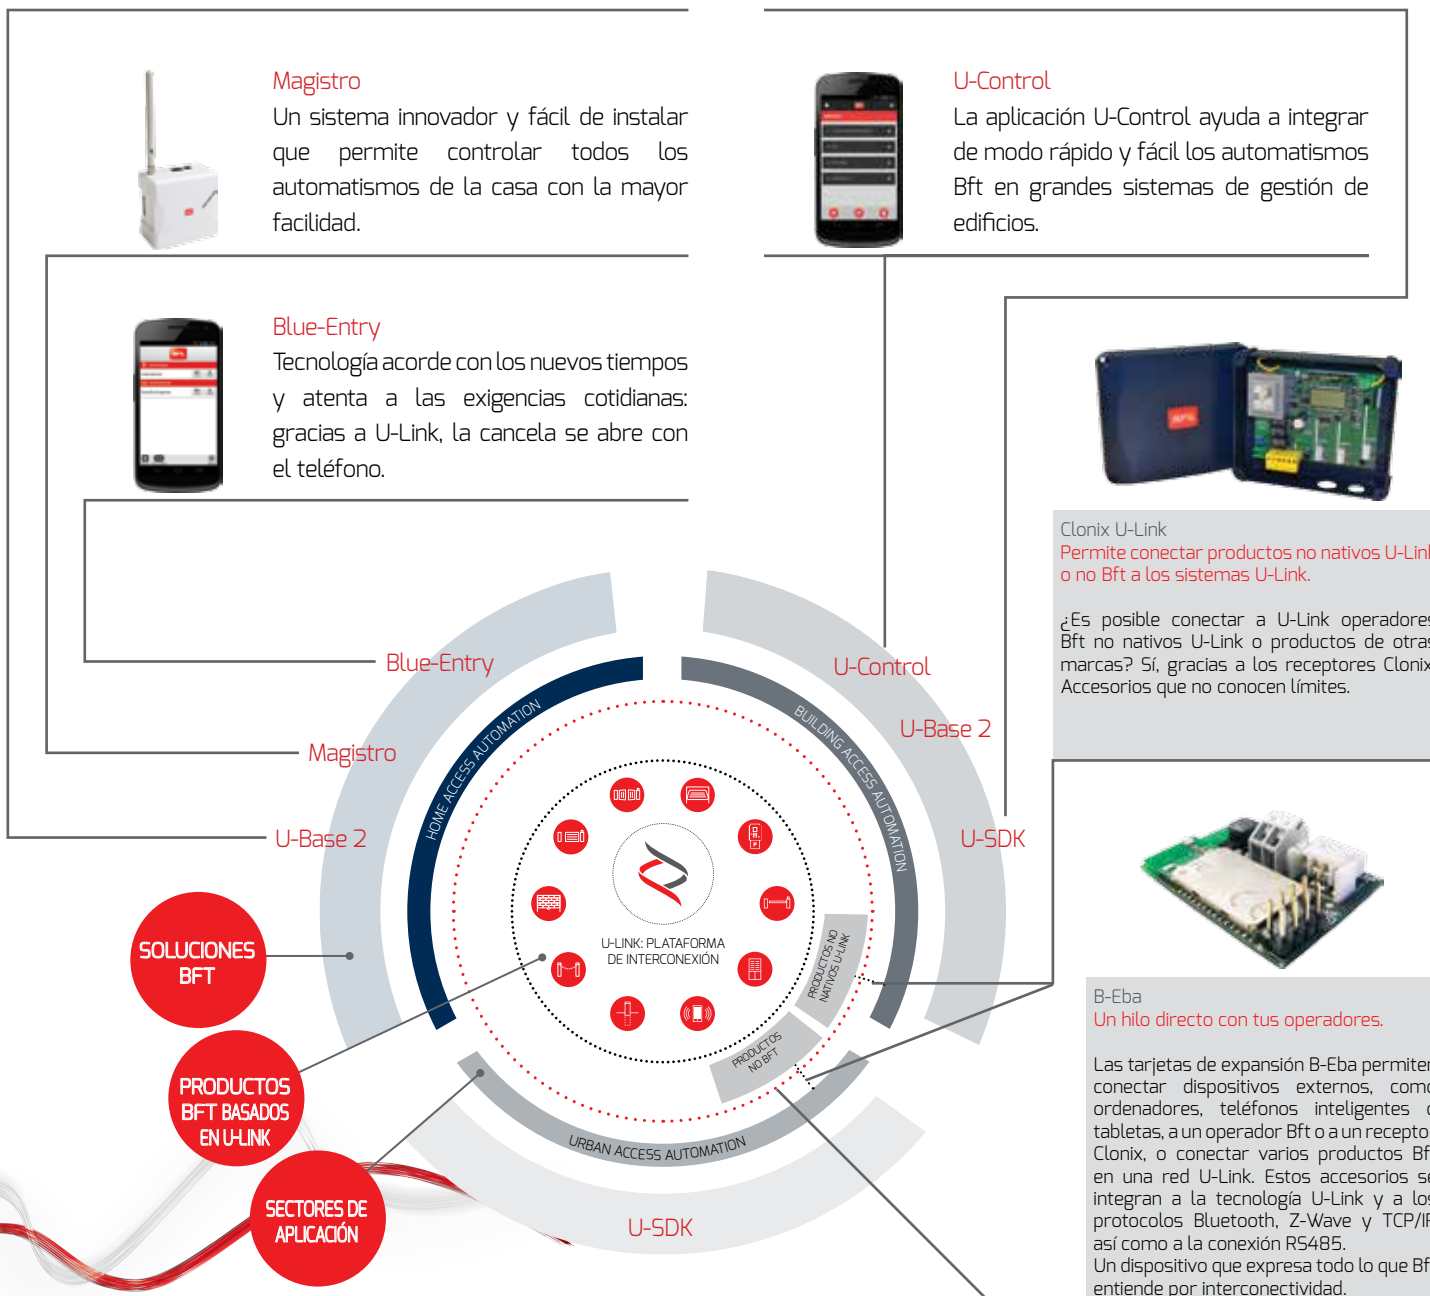 Magistro
Un sistema innovador y fácil de instalar
que permite controlar todos los
automatismos de la casa con la mayor
facilidad.
U-Control
La aplicación U-Control ayuda a integrar
de modo rápido y fácil los automatismos
Bft en grandes sistemas de gestión de
edificios.
Blue-Entry
Tecnología acorde con los nuevos tiempos
y atenta a las exigencias cotidianas:
gracias a U-Link, la cancela se abre con
el teléfono.
Clonix U-Link
Permite conectar productos no nativos U-Link
o no Bft a los sistemas U-Link.
¿Es posible conectar a U-Link operadores
Bft no nativos U-Link o productos de otras
marcas? Sí, gracias a los receptores Clonix
Accesorios que no conocen límites.
Blue-Entry
Magistro
U-Base 2
U-Control
U-Base 2
U-SDK
HOME ACCESS AUTOMATION
BUILDING ACCESS AUTOMATION
U-LINK: PLATAFORMA
DE INTERCONEXIÓN
PRODUCTOS NO
NATIVOS U-LINK
PRODUCTOS
NO BFT
URBAN ACCESS AUTOMATION
U-SDK
SOLUCIONES
BFT
PRODUCTOS
BFT BASADOS
EN U-LINK
SECTORES DE
APLICACIÓN
B-Eba
Un hilo directo con tus operadores.
Las tarjetas de expansión B-Eba permiten
conectar dispositivos externos, como
ordenadores, teléfonos inteligentes o
tabletas, a un operador Bft o a un receptor
Clonix, o conectar varios productos Bft
en una red U-Link. Estos accesorios se
integran a la tecnología U-Link y a los
protocolos Bluetooth, Z-Wave y TCP/IP
así como a la conexión RS485.
Un dispositivo que expresa todo lo que Bft
entiende por interconectividad.